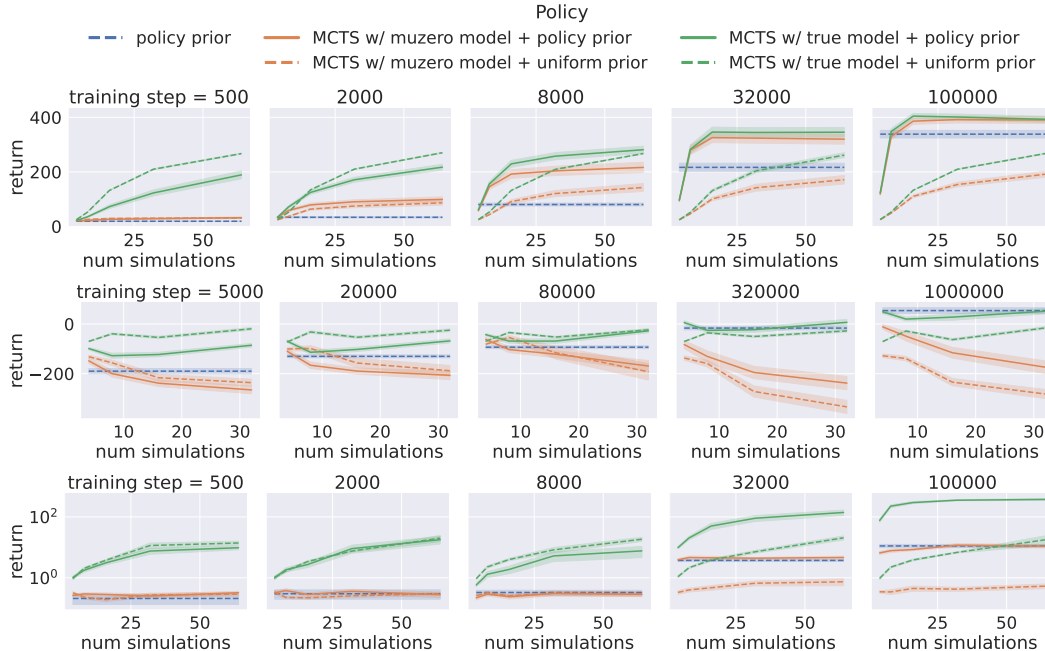 Policy
policy prior
MCTS w/ muzero model + policy prior
MCTS w/ true model + policy prior
MCTS w/ muzero model + uniform prior
MCTS w/ true model + uniform prior
training step = 500 2000 8000 32000 100000
return
400
200
0
25 50 25 50 25 50 25 50 25 50
num simulations num simulations num simulations num simulations num simulations
training step = 5000 20000 80000 320000 1000000
return
0
−200
10 20 30 10 20 30 10 20 30 10 20 30 10 20 30
num simulations num simulations num simulations num simulations num simulations
training step = 500 2000 8000 32000 100000
return
10²
10⁰
25 50 25 50 25 50 25 50 25 50
num simulations num simulations num simulations num simulations num simulations